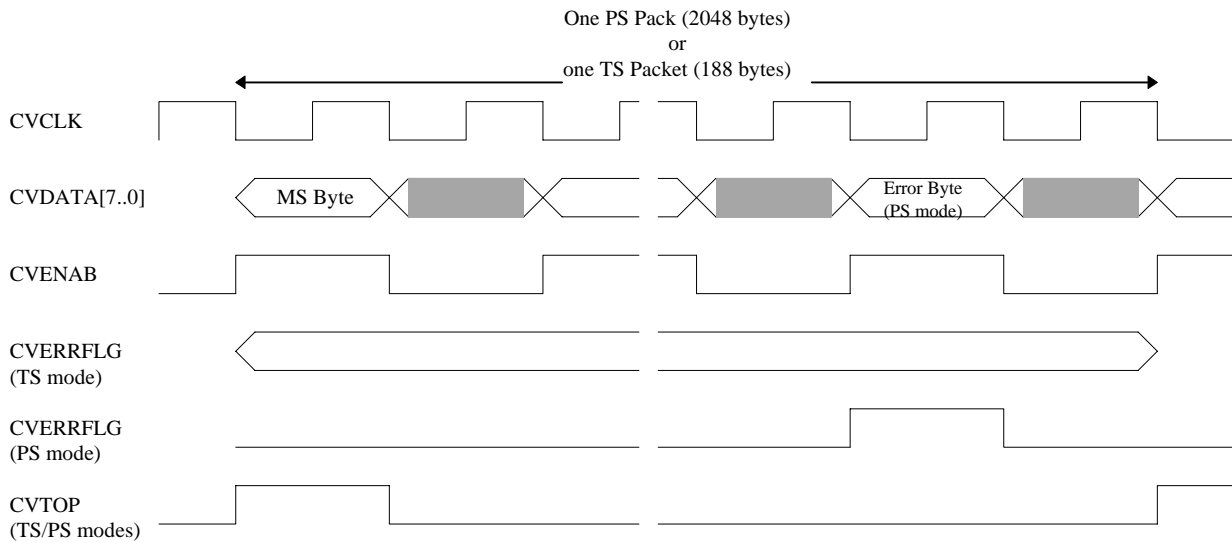 One PS Pack (2048 bytes)
or
one TS Packet (188 bytes)
CVCLK
CVDATA[7..0]
MS Byte
Error Byte
(PS mode)
CVENAB
CVERRFLG
(TS mode)
CVERRFLG
(PS mode)
CVTOP
(TS/PS modes)